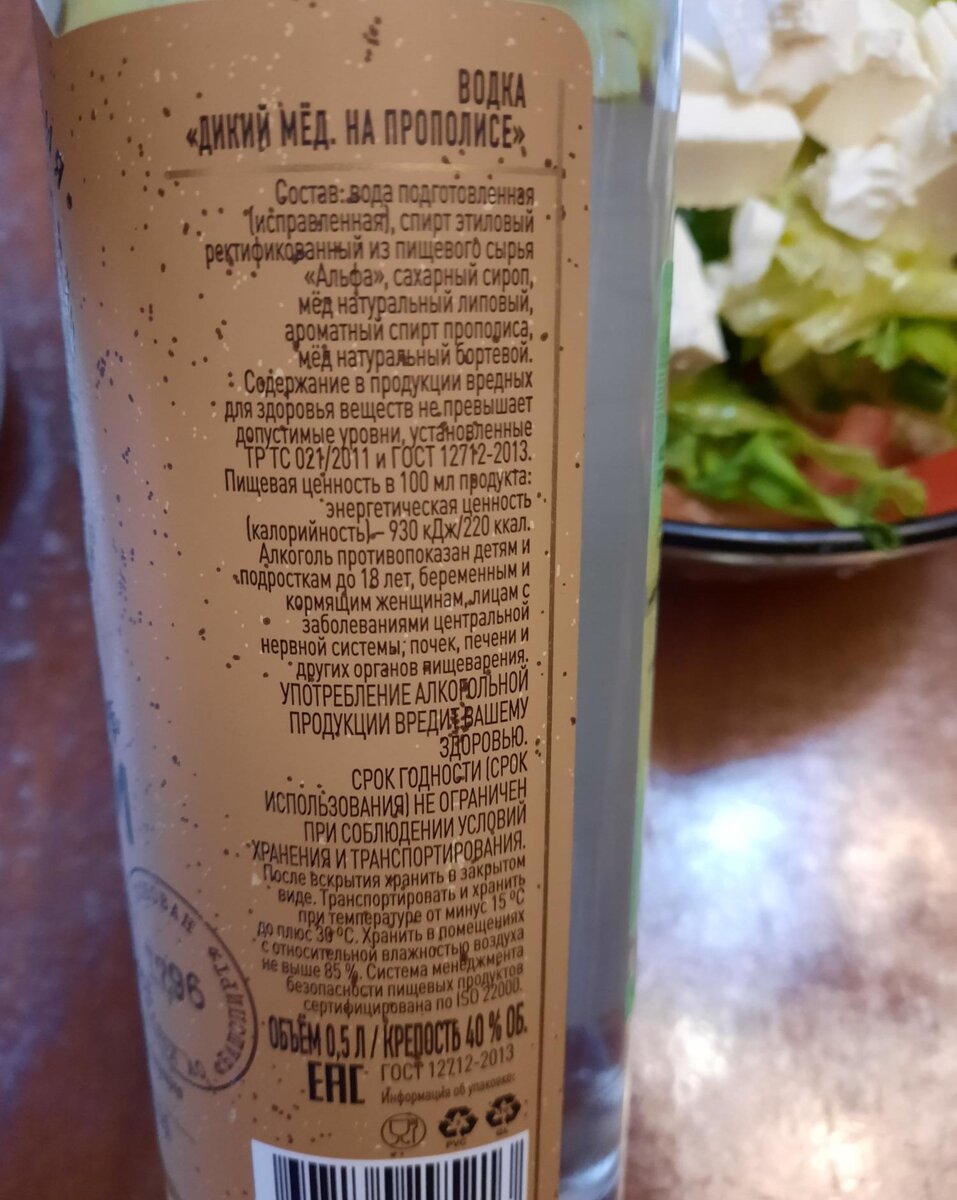 ВОДКА
«ДИКИЙ МЁД. НА ПРОПОЛИСЕ»
Состав: вода подготовленная
(исправленная), спирт этиловый
ректификованный из пищевого сырья
«Альфа», сахарный сироп,
мёд натуральный липовый,
ароматный спирт прополиса,
мёд натуральный бортевой.
Содержание в продукции вредных
для здоровья веществ не превышает
допустимые уровни, установленные
ТР ТС 021/2011 и ГОСТ 12712-2013.
Пищевая ценность в 100 мл продукта:
энергетическая ценность
(калорийность) – 930 кДж/220 ккал.
Алкоголь противопоказан детям и
подросткам до 18 лет, беременным и
кормящим женщинам, лицам с
заболеваниями центральной
нервной системы, почек, печени и
других органов пищеварения.
УПОТРЕБЛЕНИЕ АЛКОГОЛЬНОЙ
ПРОДУКЦИИ ВРЕДИТ ВАШЕМУ
ЗДОРОВЬЮ.
СРОК ГОДНОСТИ (СРОК
ИСПОЛЬЗОВАНИЯ) НЕ ОГРАНИЧЕН
ПРИ СОБЛЮДЕНИИ УСЛОВИЙ
ХРАНЕНИЯ И ТРАНСПОРТИРОВАНИЯ.
После вскрытия хранить в закрытом
виде. Транспортировать и хранить
при температуре от минус 15 °С
до плюс 30 °С. Хранить в помещениях
с относительной влажностью воздуха
не выше 85 %. Система менеджмента
безопасности пищевых продуктов
сертифицирована по ISO 22000.
ОБЪЁМ 0,5 Л / КРЕПОСТЬ 40 % ОБ.
ЕАС ГОСТ 12712-2013
Информация об упаковке:
PVC